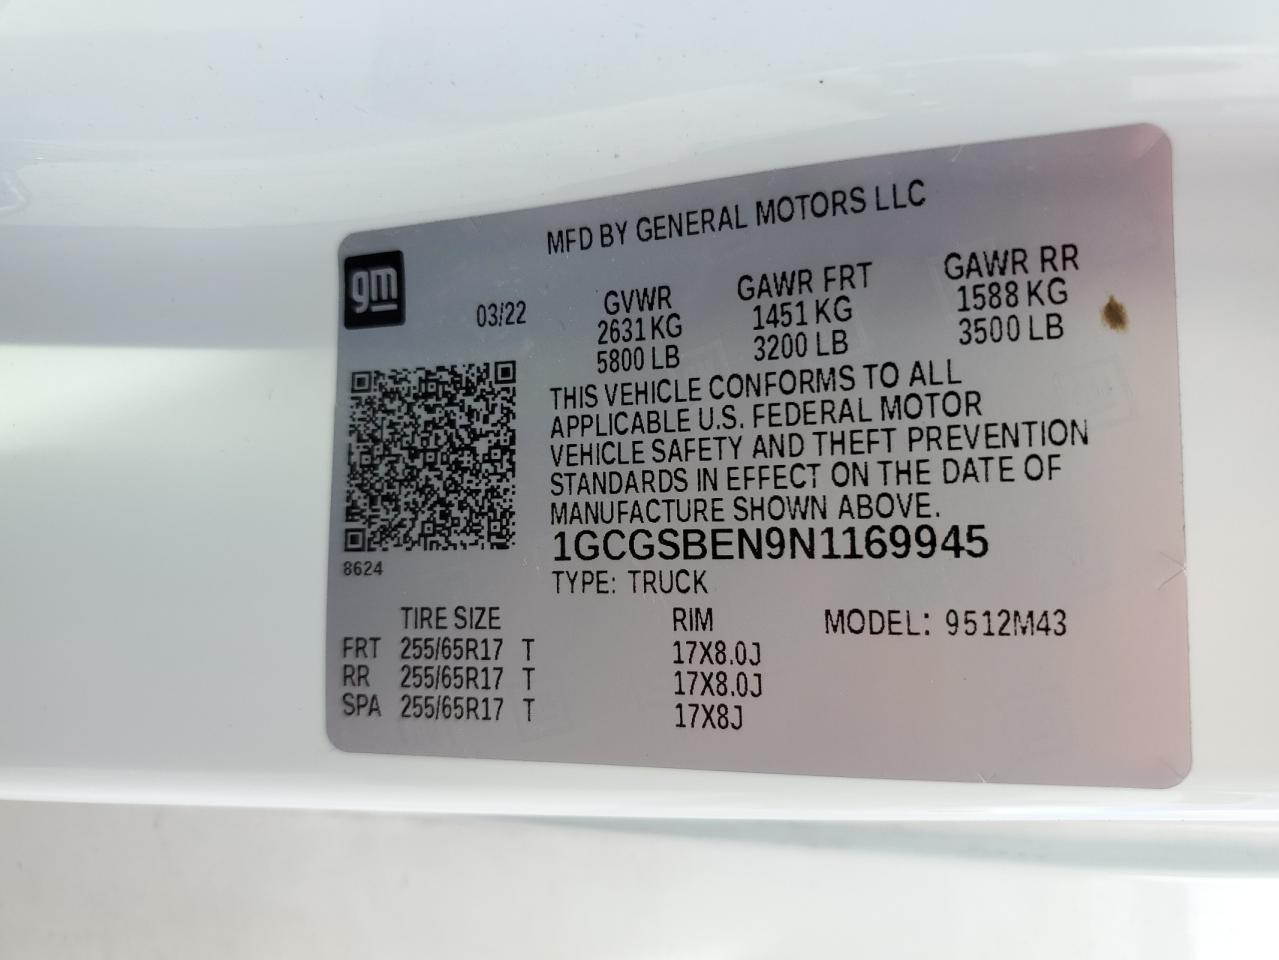 MFD BY GENERAL MOTORS LLC
gm
03/22
GVWR GAWR FRT GAWR RR
2631 KG 1451 KG 1588 KG
5800 LB 3200 LB 3500 LB
THIS VEHICLE CONFORMS TO ALL
APPLICABLE U.S. FEDERAL MOTOR
VEHICLE SAFETY AND THEFT PREVENTION
STANDARDS IN EFFECT ON THE DATE OF
MANUFACTURE SHOWN ABOVE.
1GCGSBEN9N1169945
8624
TYPE: TRUCK
TIRE SIZE RIM MODEL: 9512M43
FRT 255/65R17 T 17X8.0J
RR 255/65R17 T 17X8.0J
SPA 255/65R17 T 17X8J